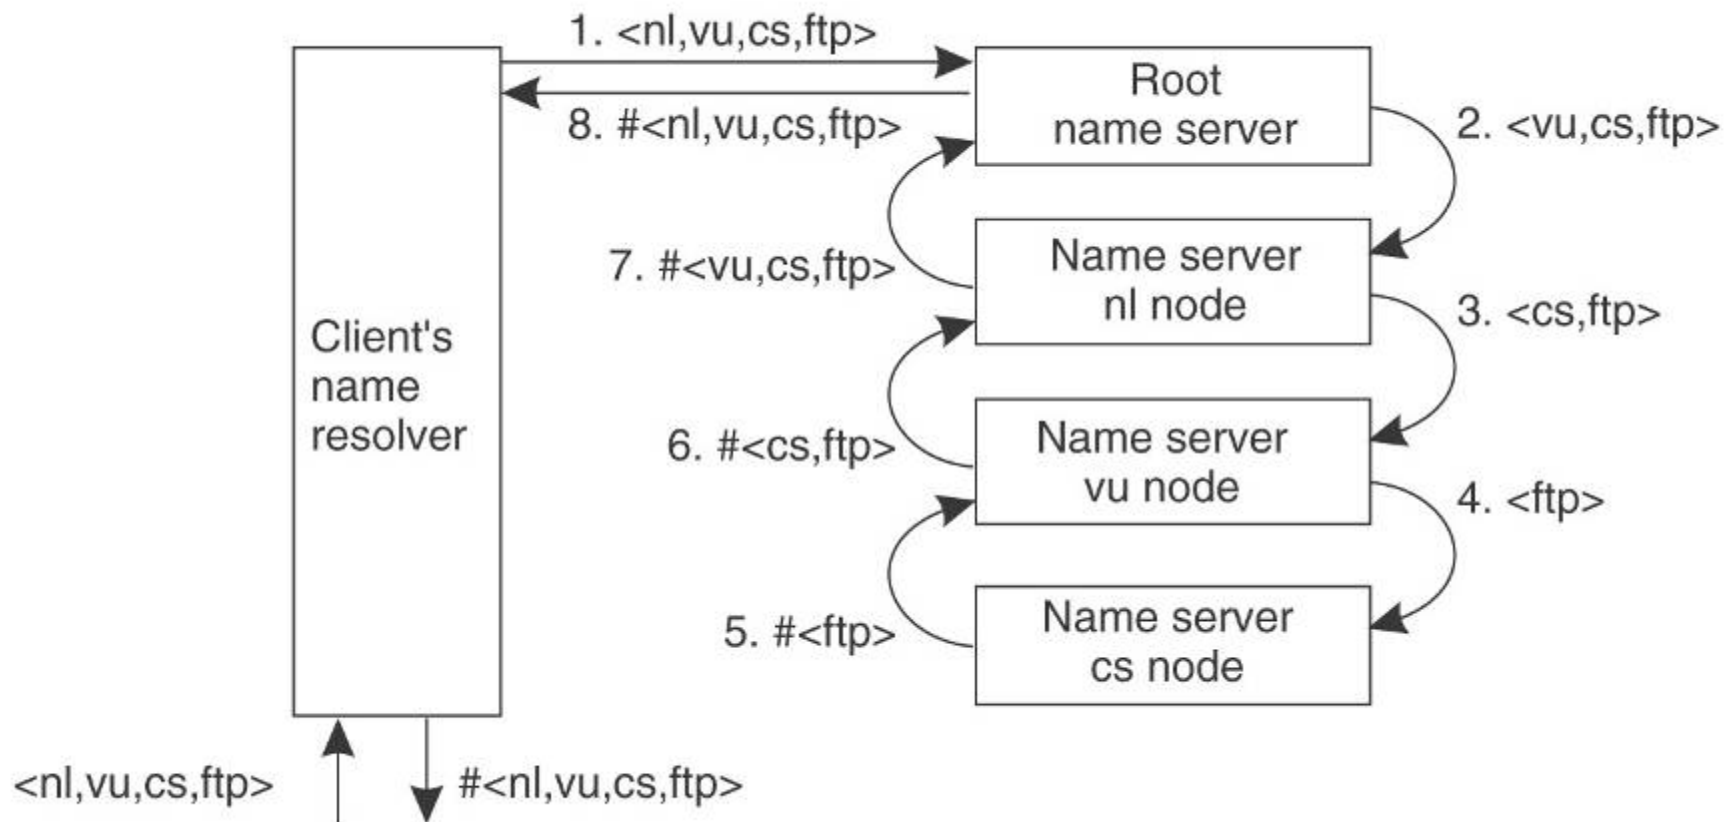 1. <nl,vu,cs,ftp>
Root
name server
8. #<nl,vu,cs,ftp>
2. <vu,cs,ftp>
Name server
nl node
7. #<vu,cs,ftp>
3. <cs,ftp>
Client's
name
resolver
Name server
vu node
6. #<cs,ftp>
4. <ftp>
Name server
cs node
5. #<ftp>
<nl,vu,cs,ftp>
#<nl,vu,cs,ftp>